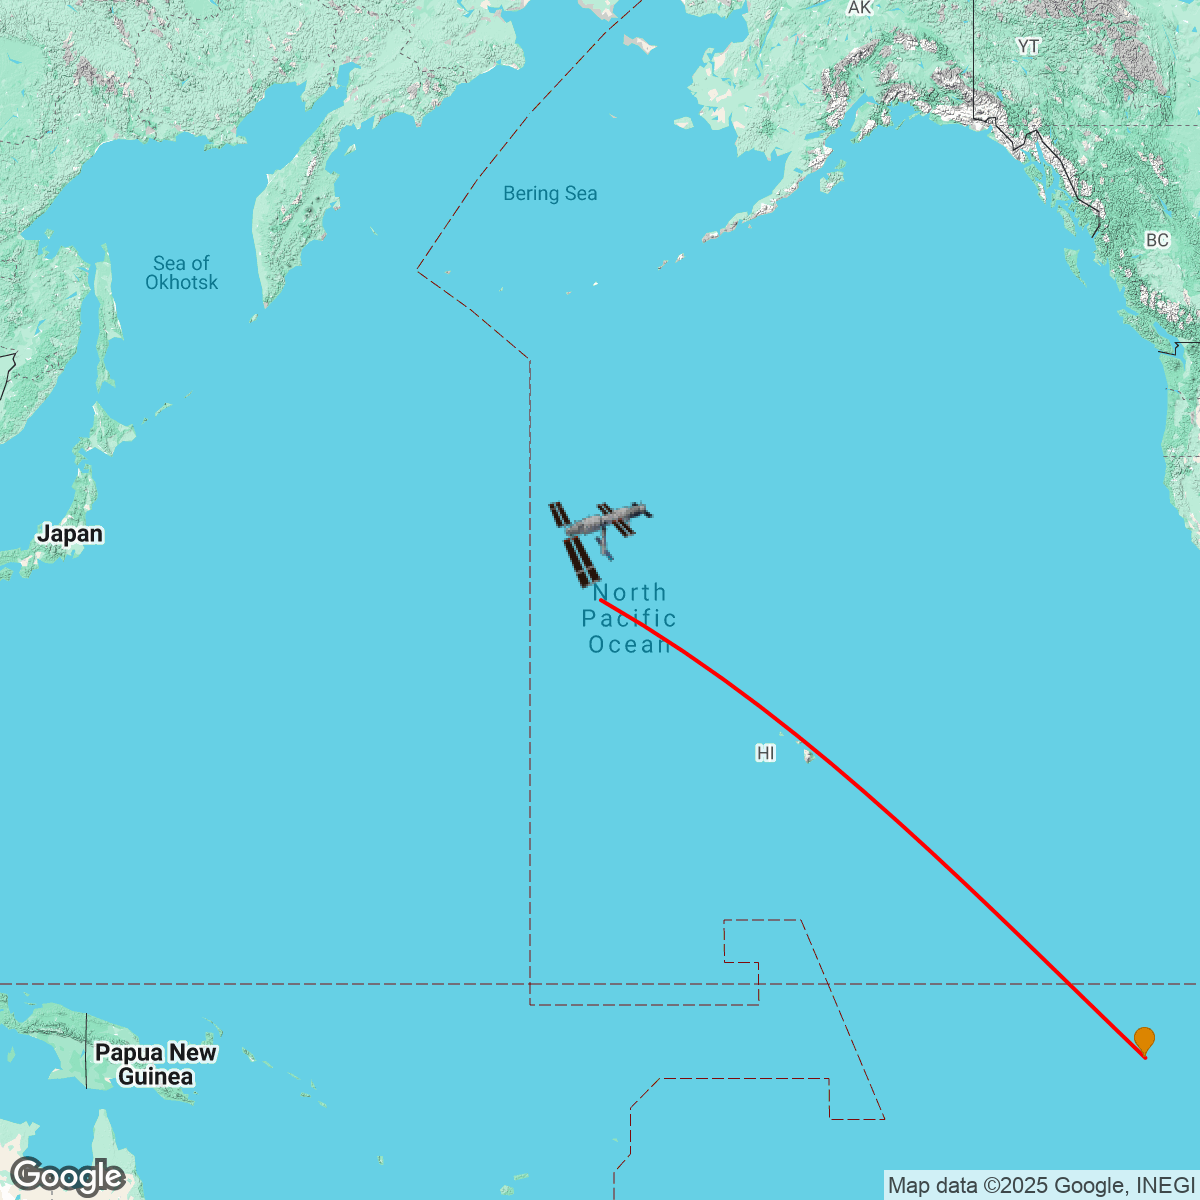 AK
YT
Bering Sea
BC
Sea of
Okhotsk
Japan
North
Pacific
Ocean
HI
Papua New
Guinea
Google
Map data ©2025 Google, INEGI